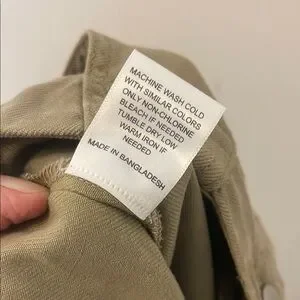 MACHINE WASH COLD
WITH SIMILAR COLORS
ONLY NON-CHLORINE
BLEACH IF NEEDED
TUMBLE DRY LOW
WARM IRON IF
NEEDED
MADE IN BANGLADESH